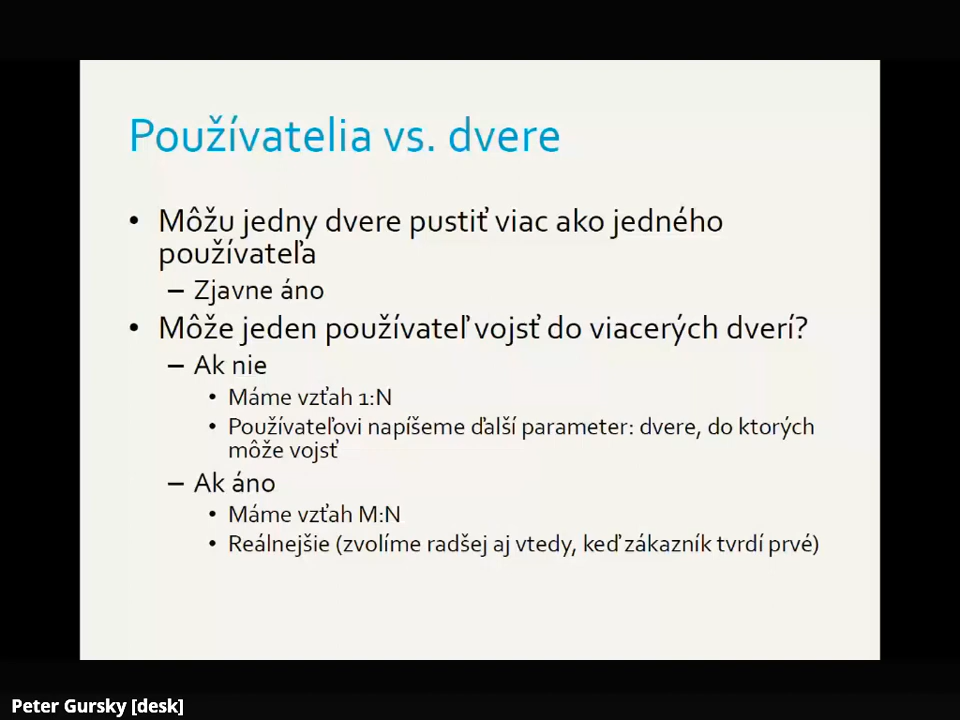 Používatelia vs. dvere
• Môžu jedny dvere pustiť viac ako jedného
používateľa
– Zjavne áno
• Môže jeden používateľ vojsť do viacerých dverí?
– Ak nie
• Máme vzťah 1:N
• Používateľovi napíšeme ďalší parameter: dvere, do ktorých
môže vojsť
– Ak áno
• Máme vzťah M:N
• Reálnejšie (zvolíme radšej aj vtedy, keď zákazník tvrdí prvé)
Peter Gursky [desk]